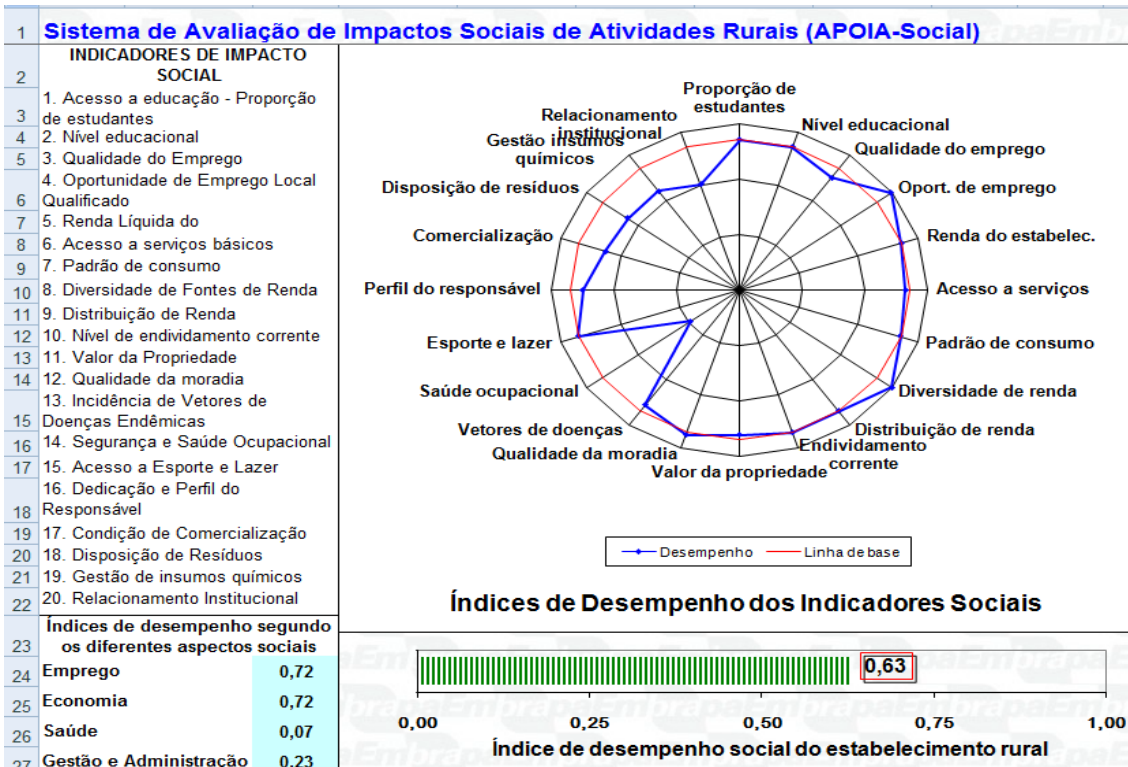 1 Sistema de Avaliação de Impactos Sociais de Atividades Rurais (APOIA-Social)
INDICADORES DE IMPACTO
2 SOCIAL
1. Acesso a educação - Proporção
3 de estudantes
4 2. Nível educacional
5 3. Qualidade do Emprego
4. Oportunidade de Emprego Local
6 Qualificado
7 5. Renda Líquida do
8 6. Acesso a serviços básicos
9 7. Padrão de consumo
10 8. Diversidade de Fontes de Renda
11 9. Distribuição de Renda
12 10. Nível de endividamento corrente
13 11. Valor da Propriedade
14 12. Qualidade da moradia
13. Incidência de Vetores de
15 Doenças Endêmicas
16 14. Segurança e Saúde Ocupacional
17 15. Acesso a Esporte e Lazer
16. Dedicação e Perfil do
18 Responsável
19 17. Condição de Comercialização
20 18. Disposição de Resíduos
21 19. Gestão de insumos químicos
22 20. Relacionamento Institucional
Índices de desempenho segundo
23 os diferentes aspectos sociais
24 Emprego 0,72
25 Economia 0,72
26 Saúde 0,07
27 Gestão e Administração 0,23
Proporção de
estudantes
Nível educacional
Qualidade do emprego
Oport. de emprego
Renda do estabelec.
Acesso a serviços
Padrão de consumo
Diversidade de renda
Distribuição de renda
Endividamento
corrente
Valor da propriedade
Qualidade da moradia
Vetores de doenças
Saúde ocupacional
Esporte e lazer
Perfil do responsável
Comercialização
Disposição de resíduos
Gestão insumos
químicos
Relacionamento
institucional
Desempenho Linha de base
Índices de Desempenho dos Indicadores Sociais
0,63
0,00 0,25 0,50 0,75 1,00
Índice de desempenho social do estabelecimento rural